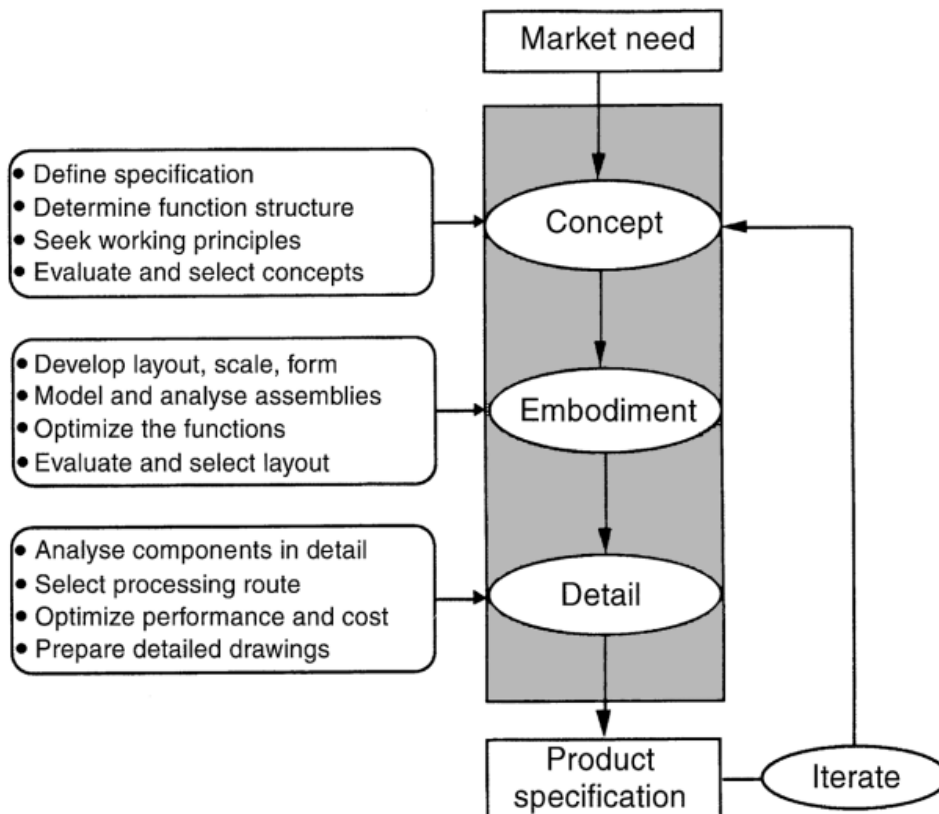 Market need
• Define specification
• Determine function structure
• Seek working principles
• Evaluate and select concepts
Concept
• Develop layout, scale, form
• Model and analyse assemblies
• Optimize the functions
• Evaluate and select layout
Embodiment
• Analyse components in detail
• Select processing route
• Optimize performance and cost
• Prepare detailed drawings
Detail
Product
specification
Iterate